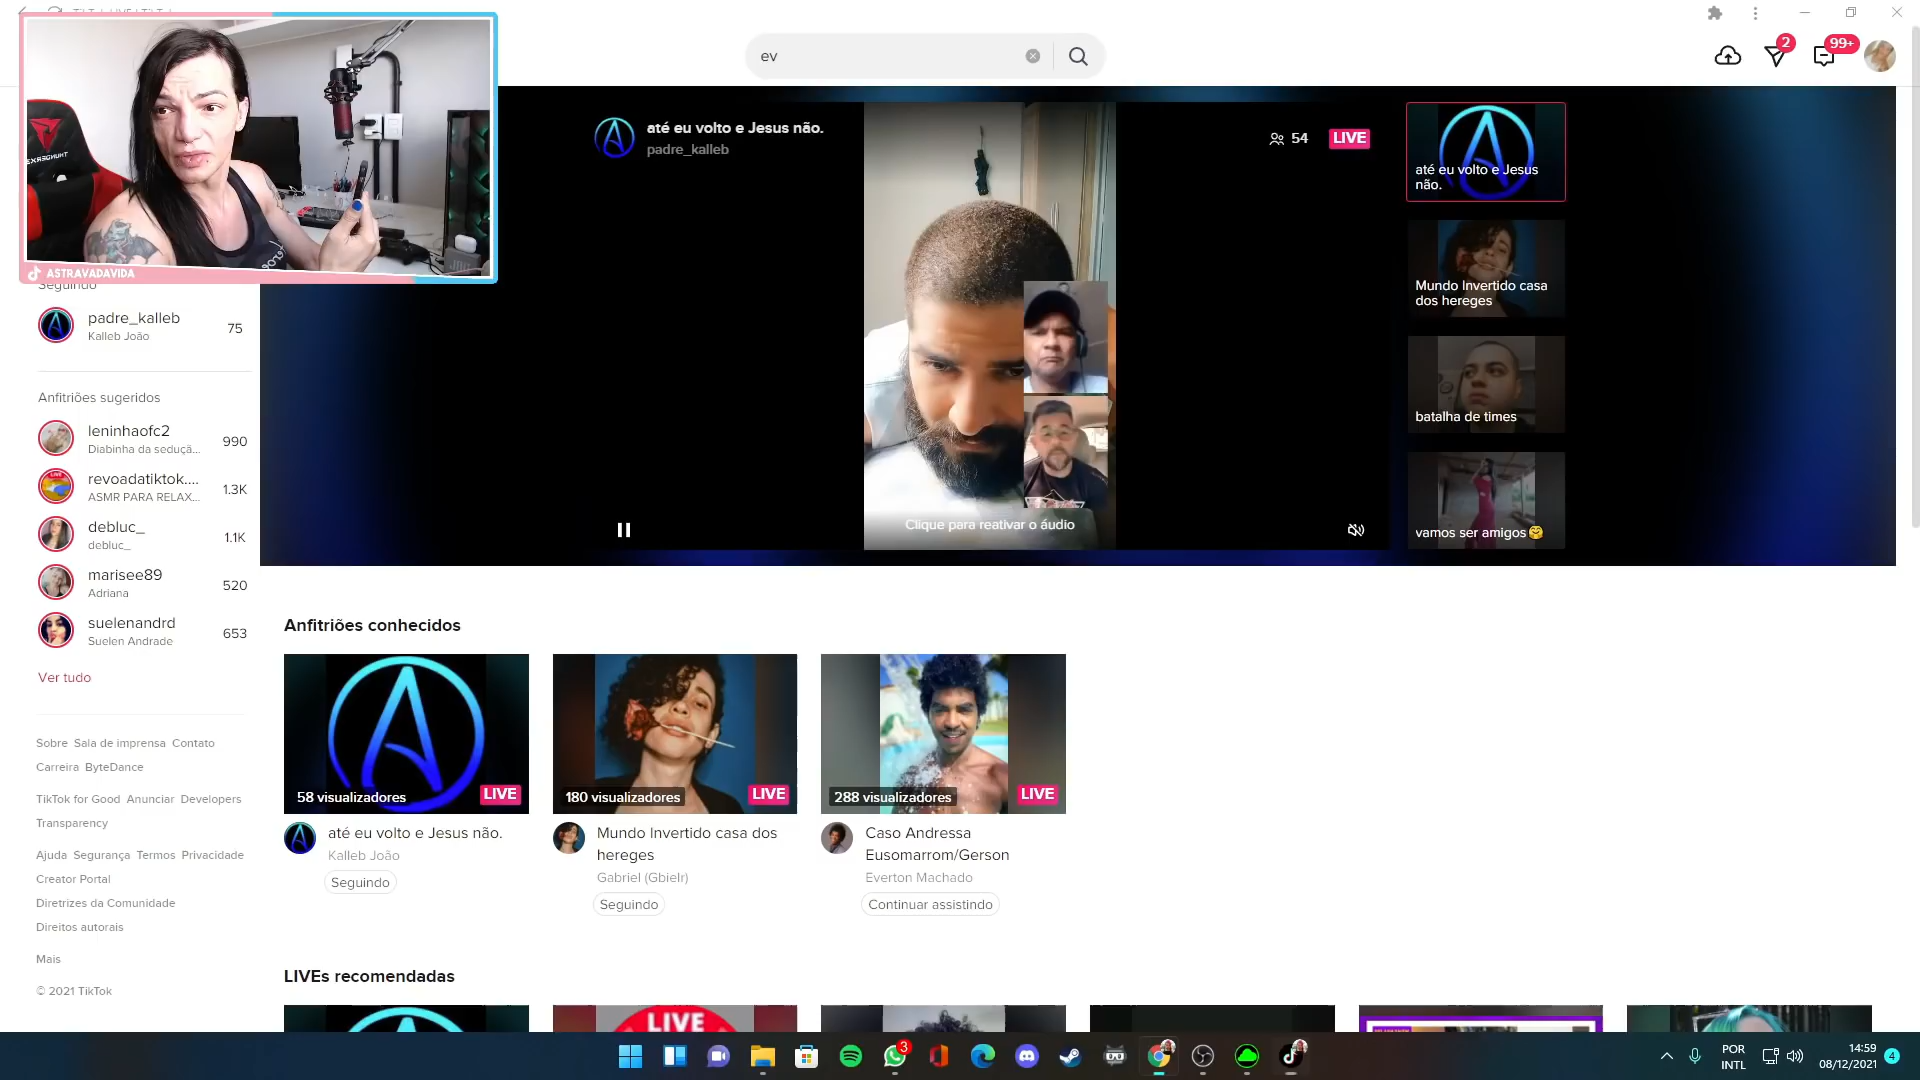 ev
2
99+
ASTRAVADAVIDA
Seguindo
padre_kalleb
Kalleb João
75
Anfitriões sugeridos
leninhaofc2
Diabinha da seduçã...
990
revoadatiktok....
ASMR PARA RELAX...
1.3K
debluc_
debluc_
1.1K
marisee89
Adriana
520
suelenandrd
Suelen Andrade
653
Ver tudo
Sobre Sala de imprensa Contato
Carreira ByteDance
TikTok for Good Anunciar Developers
Transparency
Ajuda Segurança Termos Privacidade
Creator Portal
Diretrizes da Comunidade
Direitos autorais
Mais
© 2021 TikTok
até eu volto e Jesus não.
padre_kalleb
54
LIVE
Clique para reativar o áudio
até eu volto e Jesus
não.
Mundo Invertido casa
dos hereges
batalha de times
vamos ser amigos🤗
Anfitriões conhecidos
58 visualizadores
LIVE
até eu volto e Jesus não.
Kalleb João
Seguindo
180 visualizadores
LIVE
Mundo Invertido casa dos
hereges
Gabriel (Gbielr)
Seguindo
288 visualizadores
LIVE
Caso Andressa
Eusomarrom/Gerson
Everton Machado
Continuar assistindo
LIVEs recomendadas
LIVE
3
POR
INTL
14:59
08/12/2021
4